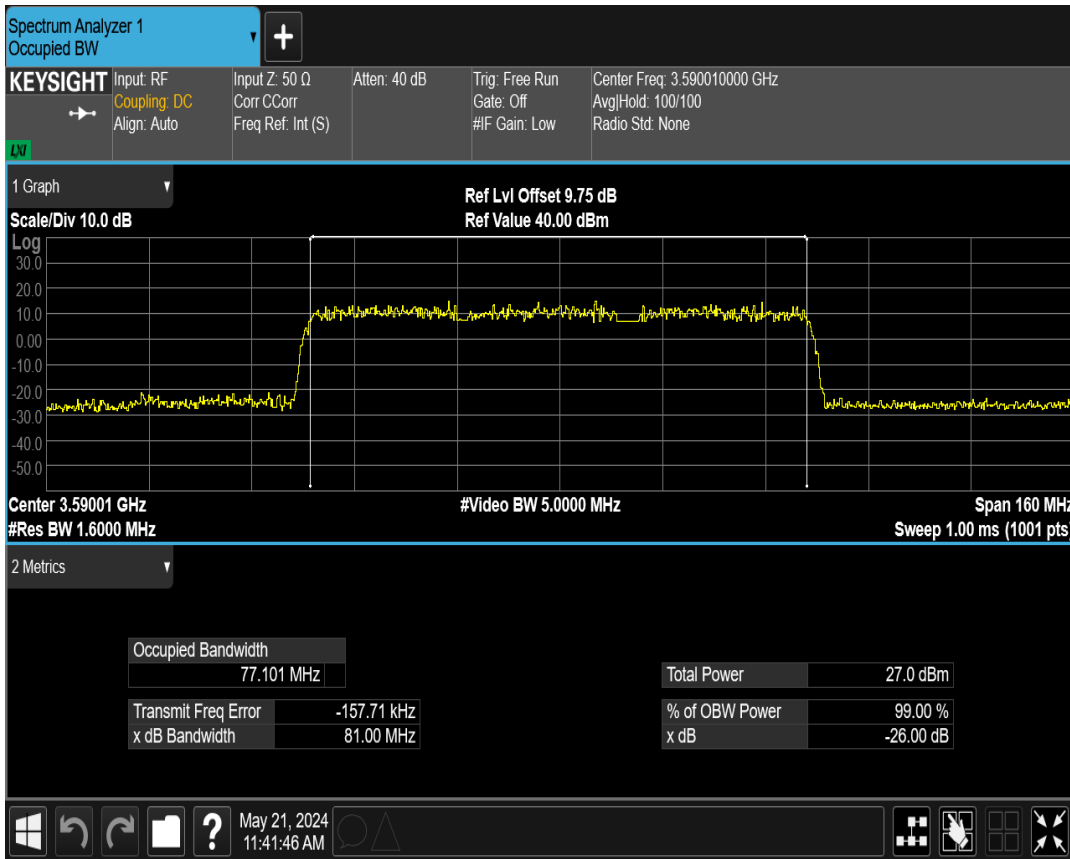 Spectrum Analyzer 1
Occupied BW
KEYSIGHT
LXI
Input: RF
Coupling: DC
Align: Auto
Input Z: 50 Ω
Corr CCorr
Freq Ref: Int (S)
Atten: 40 dB
Trig: Free Run
Gate: Off
#IF Gain: Low
Center Freq: 3.590010000 GHz
Avg|Hold: 100/100
Radio Std: None
1 Graph
Scale/Div 10.0 dB
Ref Lvl Offset 9.75 dB
Ref Value 40.00 dBm
Log
30.0
20.0
10.0
0.00
-10.0
-20.0
-30.0
-40.0
-50.0
Center 3.59001 GHz
#Video BW 5.0000 MHz
Span 160 MHz
#Res BW 1.6000 MHz
Sweep 1.00 ms (1001 pts)
2 Metrics
Occupied Bandwidth
77.101 MHz
Total Power 27.0 dBm
Transmit Freq Error -157.71 kHz
% of OBW Power 99.00 %
x dB Bandwidth 81.00 MHz
x dB -26.00 dB
?
May 21, 2024
11:41:46 AM